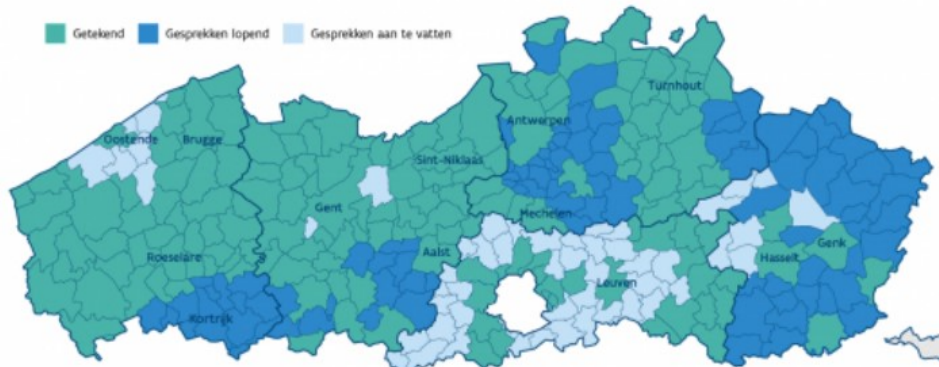 Getekend Gesprekken lopend Gesprekken aan te vatten
Turnhout
Antwerpen
Oostende Brugge
Sint-Niklaas
Gent
Mechelen
Aalst
Genk
Roeselare
Hasselt
Leuven
Kortrijk